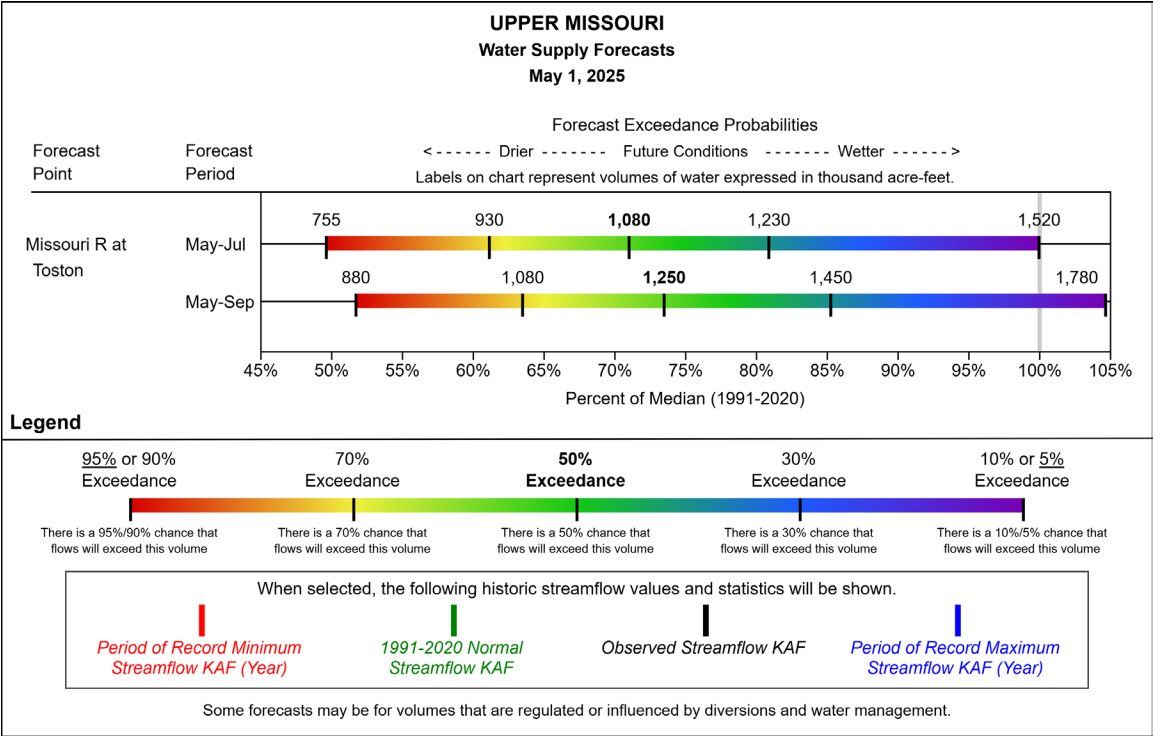 UPPER MISSOURI
Water Supply Forecasts
May 1, 2025
Forecast Exceedance Probabilities
Forecast Point
Forecast Period
<------ Drier ------- Future Conditions ------- Wetter ------>
Labels on chart represent volumes of water expressed in thousand acre-feet.
755 930 1,080 1,230 1,520
Missouri R at Toston
May-Jul
880 1,080 1,250 1,450 1,780
May-Sep
45% 50% 55% 60% 65% 70% 75% 80% 85% 90% 95% 100% 105%
Percent of Median (1991-2020)
Legend
95% or 90% Exceedance
70% Exceedance
50% Exceedance
30% Exceedance
10% or 5% Exceedance
There is a 95%/90% chance that
flows will exceed this volume
There is a 70% chance that
flows will exceed this volume
There is a 50% chance that
flows will exceed this volume
There is a 30% chance that
flows will exceed this volume
There is a 10%/5% chance that
flows will exceed this volume
When selected, the following historic streamflow values and statistics will be shown.
Period of Record Minimum
Streamflow KAF (Year)
1991-2020 Normal
Streamflow KAF
Observed Streamflow KAF
Period of Record Maximum
Streamflow KAF (Year)
Some forecasts may be for volumes that are regulated or influenced by diversions and water management.